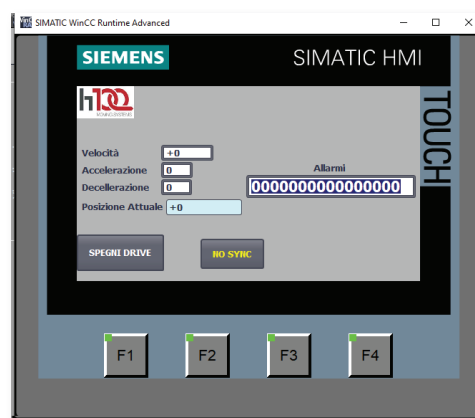 SIMATIC WinCC Runtime Advanced
SIEMENS
SIMATIC HMI
TOUCH
Velocità +0
Accelerazione 0
Decellerazione 0
Posizione Attuale +0
Allarmi
0000000000000000
SPEGNI DRIVE
NO SYNC
F1 F2 F3 F4